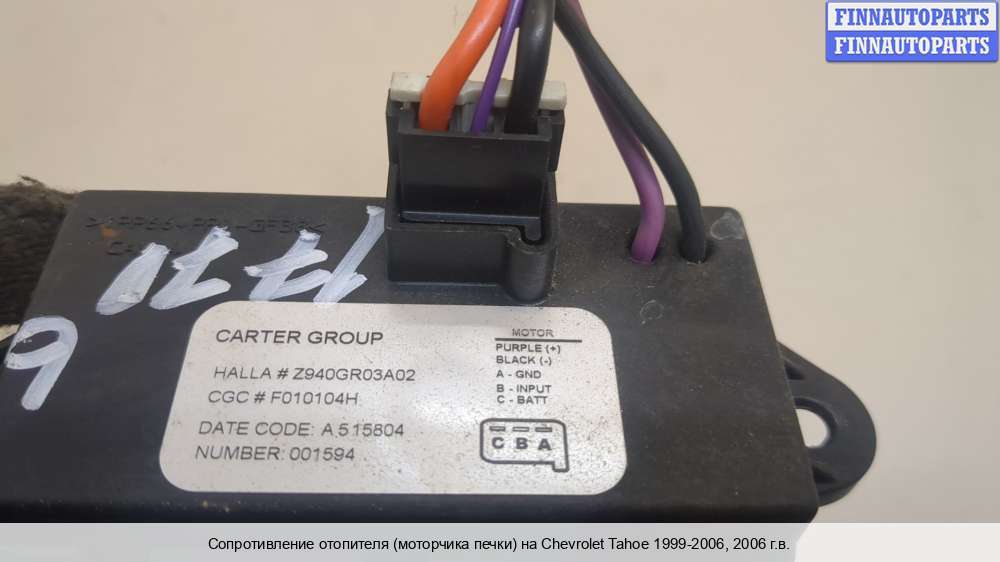 FINNAUTOPARTS
FINNAUTOPARTS
CARTER GROUP
HALLA # Z940GR03A02
CGC # F010104H
DATE CODE: A 515804
NUMBER: 001594
MOTOR
PURPLE (+)
BLACK (-)
A - GND
B - INPUT
C - BATT
C B A
Сопротивление отопителя (моторчика печки) на Chevrolet Tahoe 1999-2006, 2006 г.в.